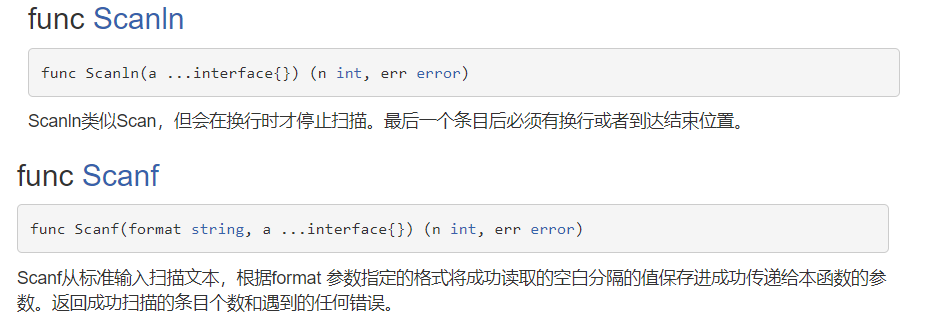 func Scanln
func Scanln(a ...interface{}) (n int, err error)
Scanln类似Scan，但会在换行时才停止扫描。最后一个条目后必须有换行或者到达结束位置。
func Scanf
func Scanf(format string, a ...interface{}) (n int, err error)
Scanf从标准输入扫描文本，根据format 参数指定的格式将成功读取的空白分隔的值保存进成功传递给本函数的参
数。返回成功扫描的条目个数和遇到的任何错误。